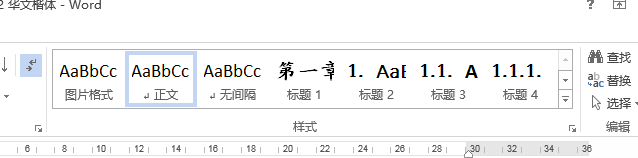 2 华文楷体 - Word
?
AaBbCc AaBbCc AaBbCc 第一章 1. AaB 1.1. A 1.1.1.
图片格式 ↲ 正文 ↲ 无间隔 标题 1 标题 2 标题 3 标题 4
查找
替换
选择
样式 编辑
6 8 10 12 14 16 18 20 22 24 26 28 30 32 34 36